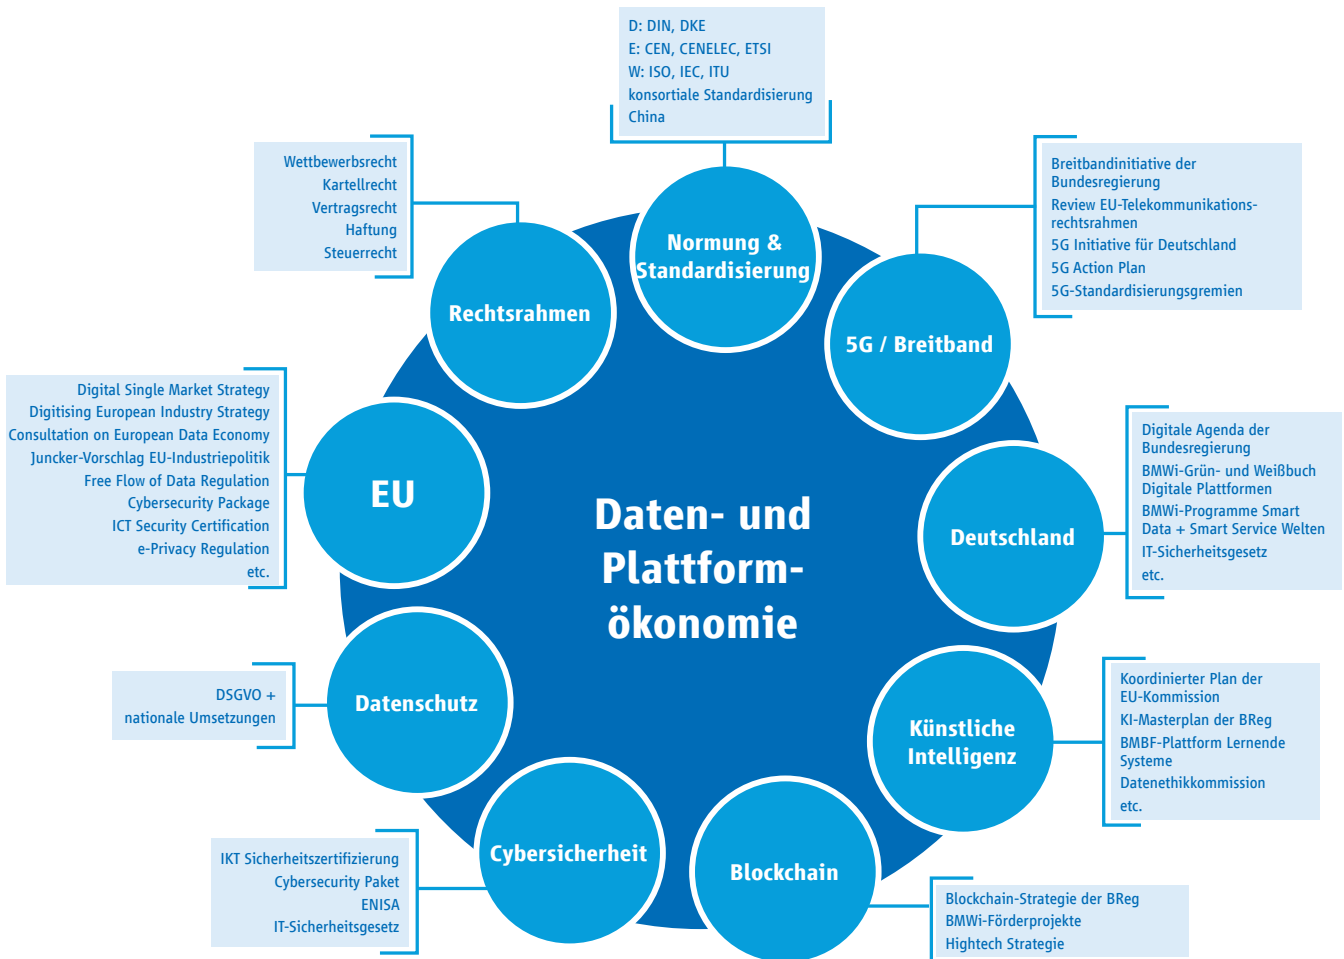 D: DIN, DKE
E: CEN, CENELEC, ETSI
W: ISO, IEC, ITU
konsortiale Standardisierung
China
Normung &
Standardisierung
Breitbandinitiative der
Bundesregierung
Review EU-Telekommunikations-
rechtsrahmen
5G Initiative für Deutschland
5G Action Plan
5G-Standardisierungsgremien
5G / Breitband
Digitale Agenda der
Bundesregierung
BMWi-Grün- und Weißbuch
Digitale Plattformen
BMWi-Programme Smart
Data + Smart Service Welten
IT-Sicherheitsgesetz
etc.
Deutschland
Koordinierter Plan der
EU-Kommission
KI-Masterplan der BReg
BMBF-Plattform Lernende
Systeme
Datenethikkommission
etc.
Künstliche
Intelligenz
Blockchain-Strategie der BReg
BMWi-Förderprojekte
Hightech Strategie
Blockchain
IKT Sicherheitszertifizierung
Cybersecurity Paket
ENISA
IT-Sicherheitsgesetz
Cybersicherheit
DSGVO +
nationale Umsetzungen
Datenschutz
Digital Single Market Strategy
Digitising European Industry Strategy
Consultation on European Data Economy
Juncker-Vorschlag EU-Industriepolitik
Free Flow of Data Regulation
Cybersecurity Package
ICT Security Certification
e-Privacy Regulation
etc.
EU
Wettbewerbsrecht
Kartellrecht
Vertragsrecht
Haftung
Steuerrecht
Rechtsrahmen
Daten- und
Plattform-
ökonomie